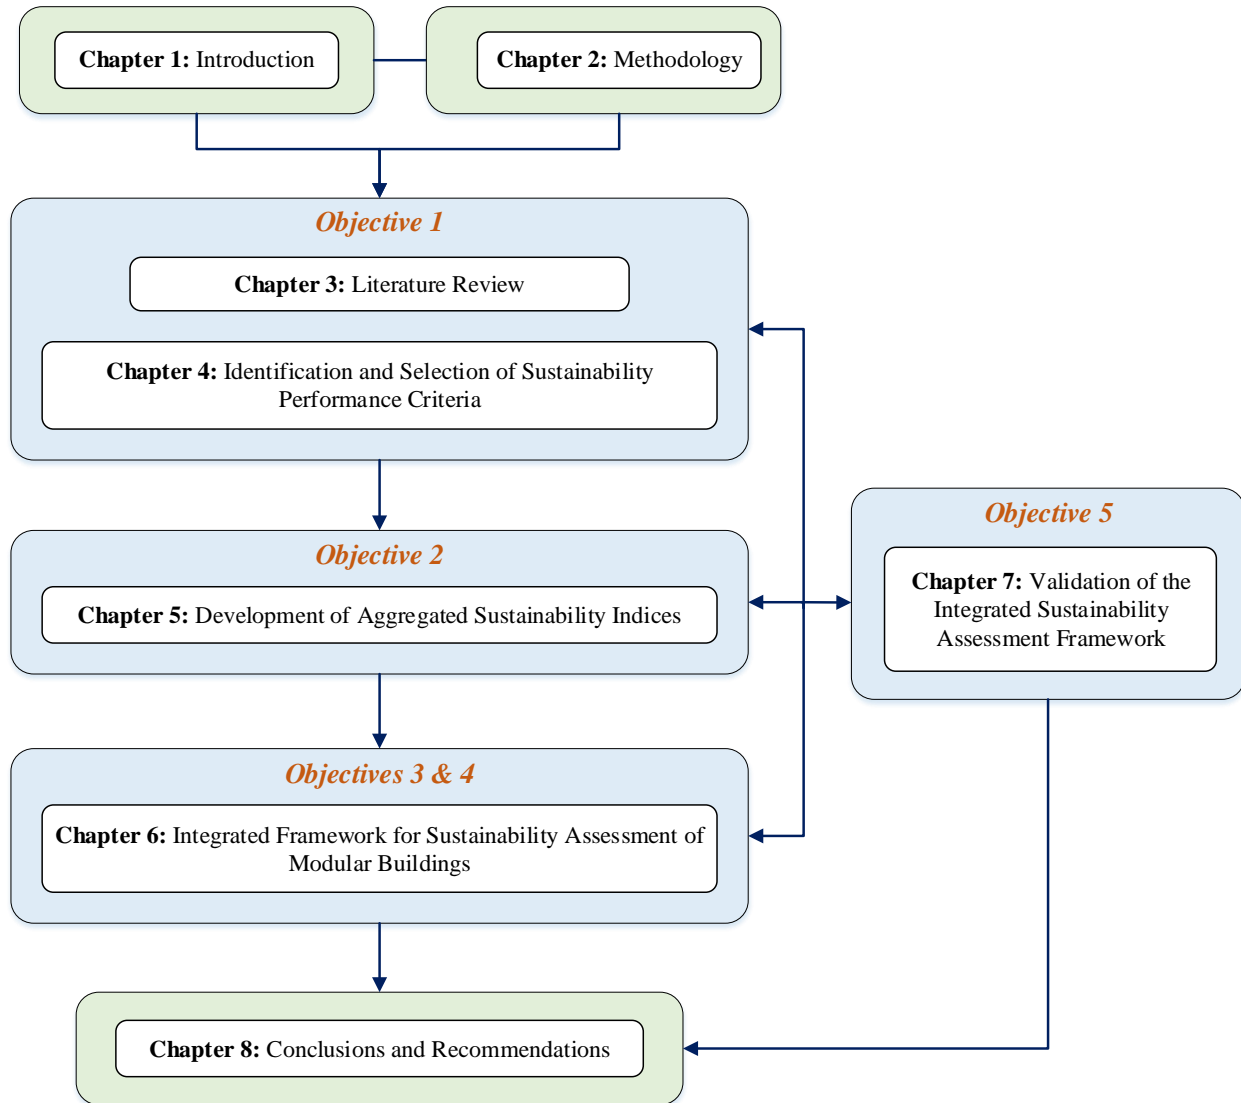 Chapter 1: Introduction
Chapter 2: Methodology
Objective 1
Chapter 3: Literature Review
Chapter 4: Identification and Selection of Sustainability
Performance Criteria
Objective 2
Chapter 5: Development of Aggregated Sustainability Indices
Objective 5
Chapter 7: Validation of the
Integrated Sustainability
Assessment Framework
Objectives 3 & 4
Chapter 6: Integrated Framework for Sustainability Assessment of
Modular Buildings
Chapter 8: Conclusions and Recommendations